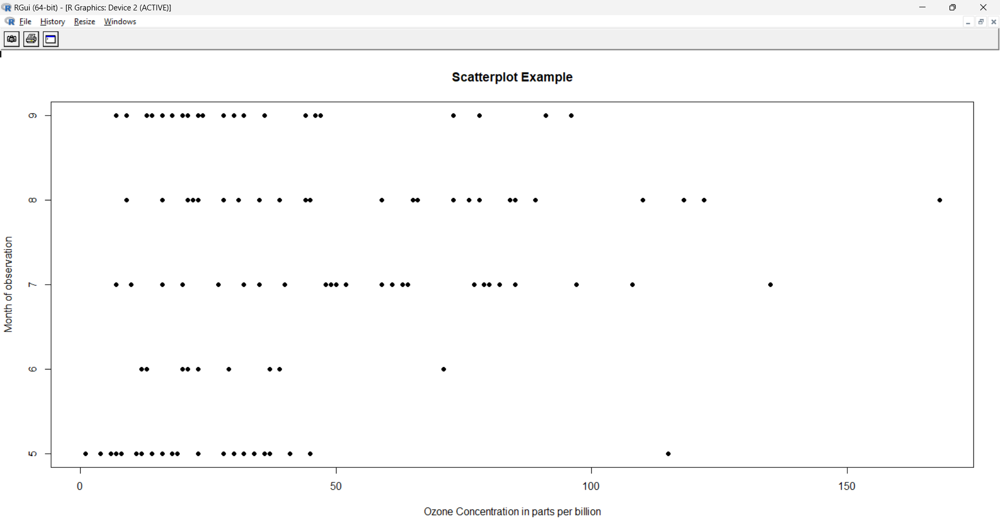 RGui (64-bit) - [R Graphics: Device 2 (ACTIVE)]
File History Resize Windows
Scatterplot Example
9
8
7
6
5
Month of observation
0 50 100 150
Ozone Concentration in parts per billion